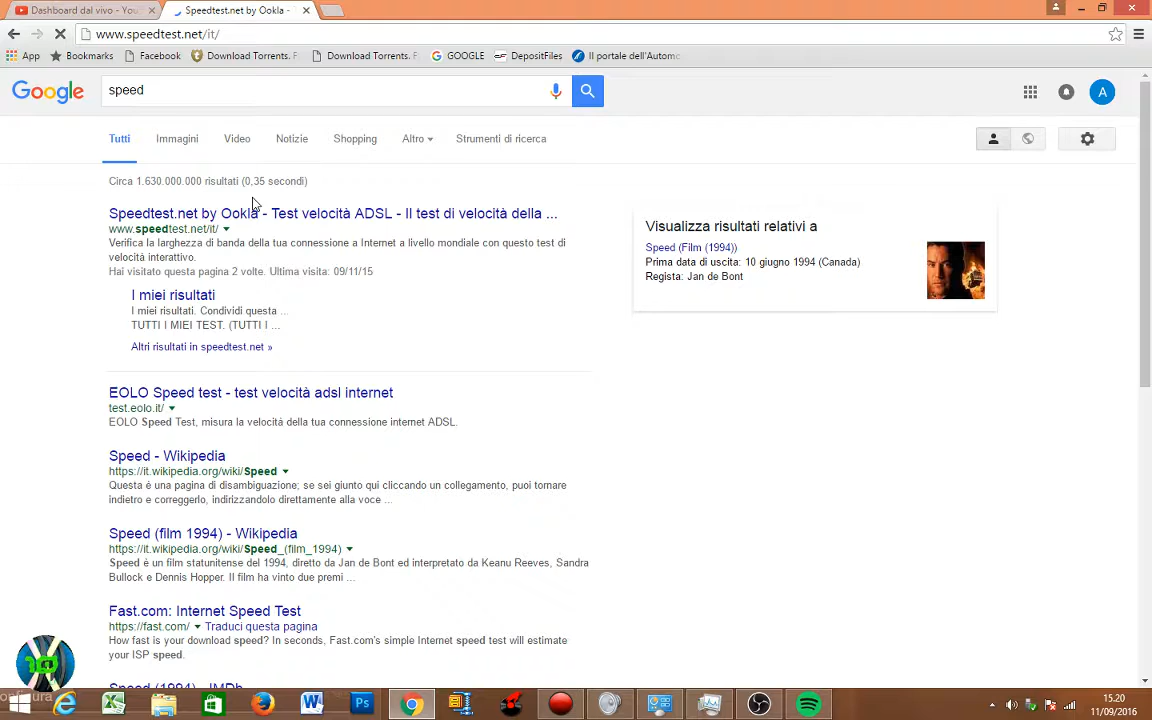 Dashboard dal vivo - You
Speedtest.net by Ookla -
www.speedtest.net/it/
App
Bookmarks
Facebook
Download Torrents. F
Download Torrents. F
GOOGLE
DepositFiles
Il portale dell'Automo
Google
speed
A
Tutti
Immagini
Video
Notizie
Shopping
Altro
Strumenti di ricerca
Circa 1.630.000.000 risultati (0,35 secondi)
Speedtest.net by Ookla - Test velocità ADSL - Il test di velocità della ...
www.speedtest.net/it/
Verifica la larghezza di banda della tua connessione a Internet a livello mondiale con questo test di
velocità interattivo.
Hai visitato questa pagina 2 volte. Ultima visita: 09/11/15
I miei risultati
I miei risultati. Condividi questa ...
TUTTI I MIEI TEST. (TUTTI I ...
Altri risultati in speedtest.net »
Visualizza risultati relativi a
Speed (Film (1994))
Prima data di uscita: 10 giugno 1994 (Canada)
Regista: Jan de Bont
EOLO Speed test - test velocità adsl internet
test.eolo.it/
EOLO Speed Test, misura la velocità della tua connessione internet ADSL.
Speed - Wikipedia
https://it.wikipedia.org/wiki/Speed
Questa è una pagina di disambiguazione; se sei giunto qui cliccando un collegamento, puoi tornare
indietro e correggerlo, indirizzandolo direttamente alla voce ...
Speed (film 1994) - Wikipedia
https://it.wikipedia.org/wiki/Speed_(film_1994)
Speed è un film statunitense del 1994, diretto da Jan de Bont ed interpretato da Keanu Reeves, Sandra
Bullock e Dennis Hopper. Il film ha vinto due premi ...
Fast.com: Internet Speed Test
https://fast.com/
Traduci questa pagina
How fast is your download speed? In seconds, Fast.com's simple Internet speed test will estimate
your ISP speed.
Speed (1994) - IMDb
Ps
15.20
11/09/2016